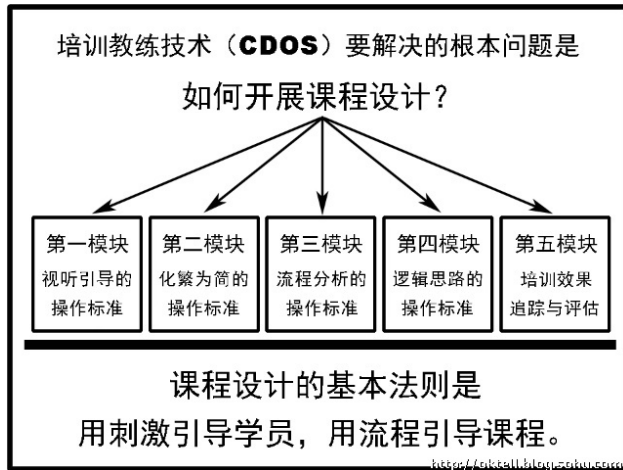 培训教练技术（CDOS）要解决的根本问题是
如何开展课程设计？
第一模块
视听引导的
操作标准
第二模块
化繁为简的
操作标准
第三模块
流程分析的
操作标准
第四模块
逻辑思路的
操作标准
第五模块
培训效果
追踪与评估
课程设计的基本法则是
用刺激引导学员，用流程引导课程。
http://oktell.blog.sohu.com